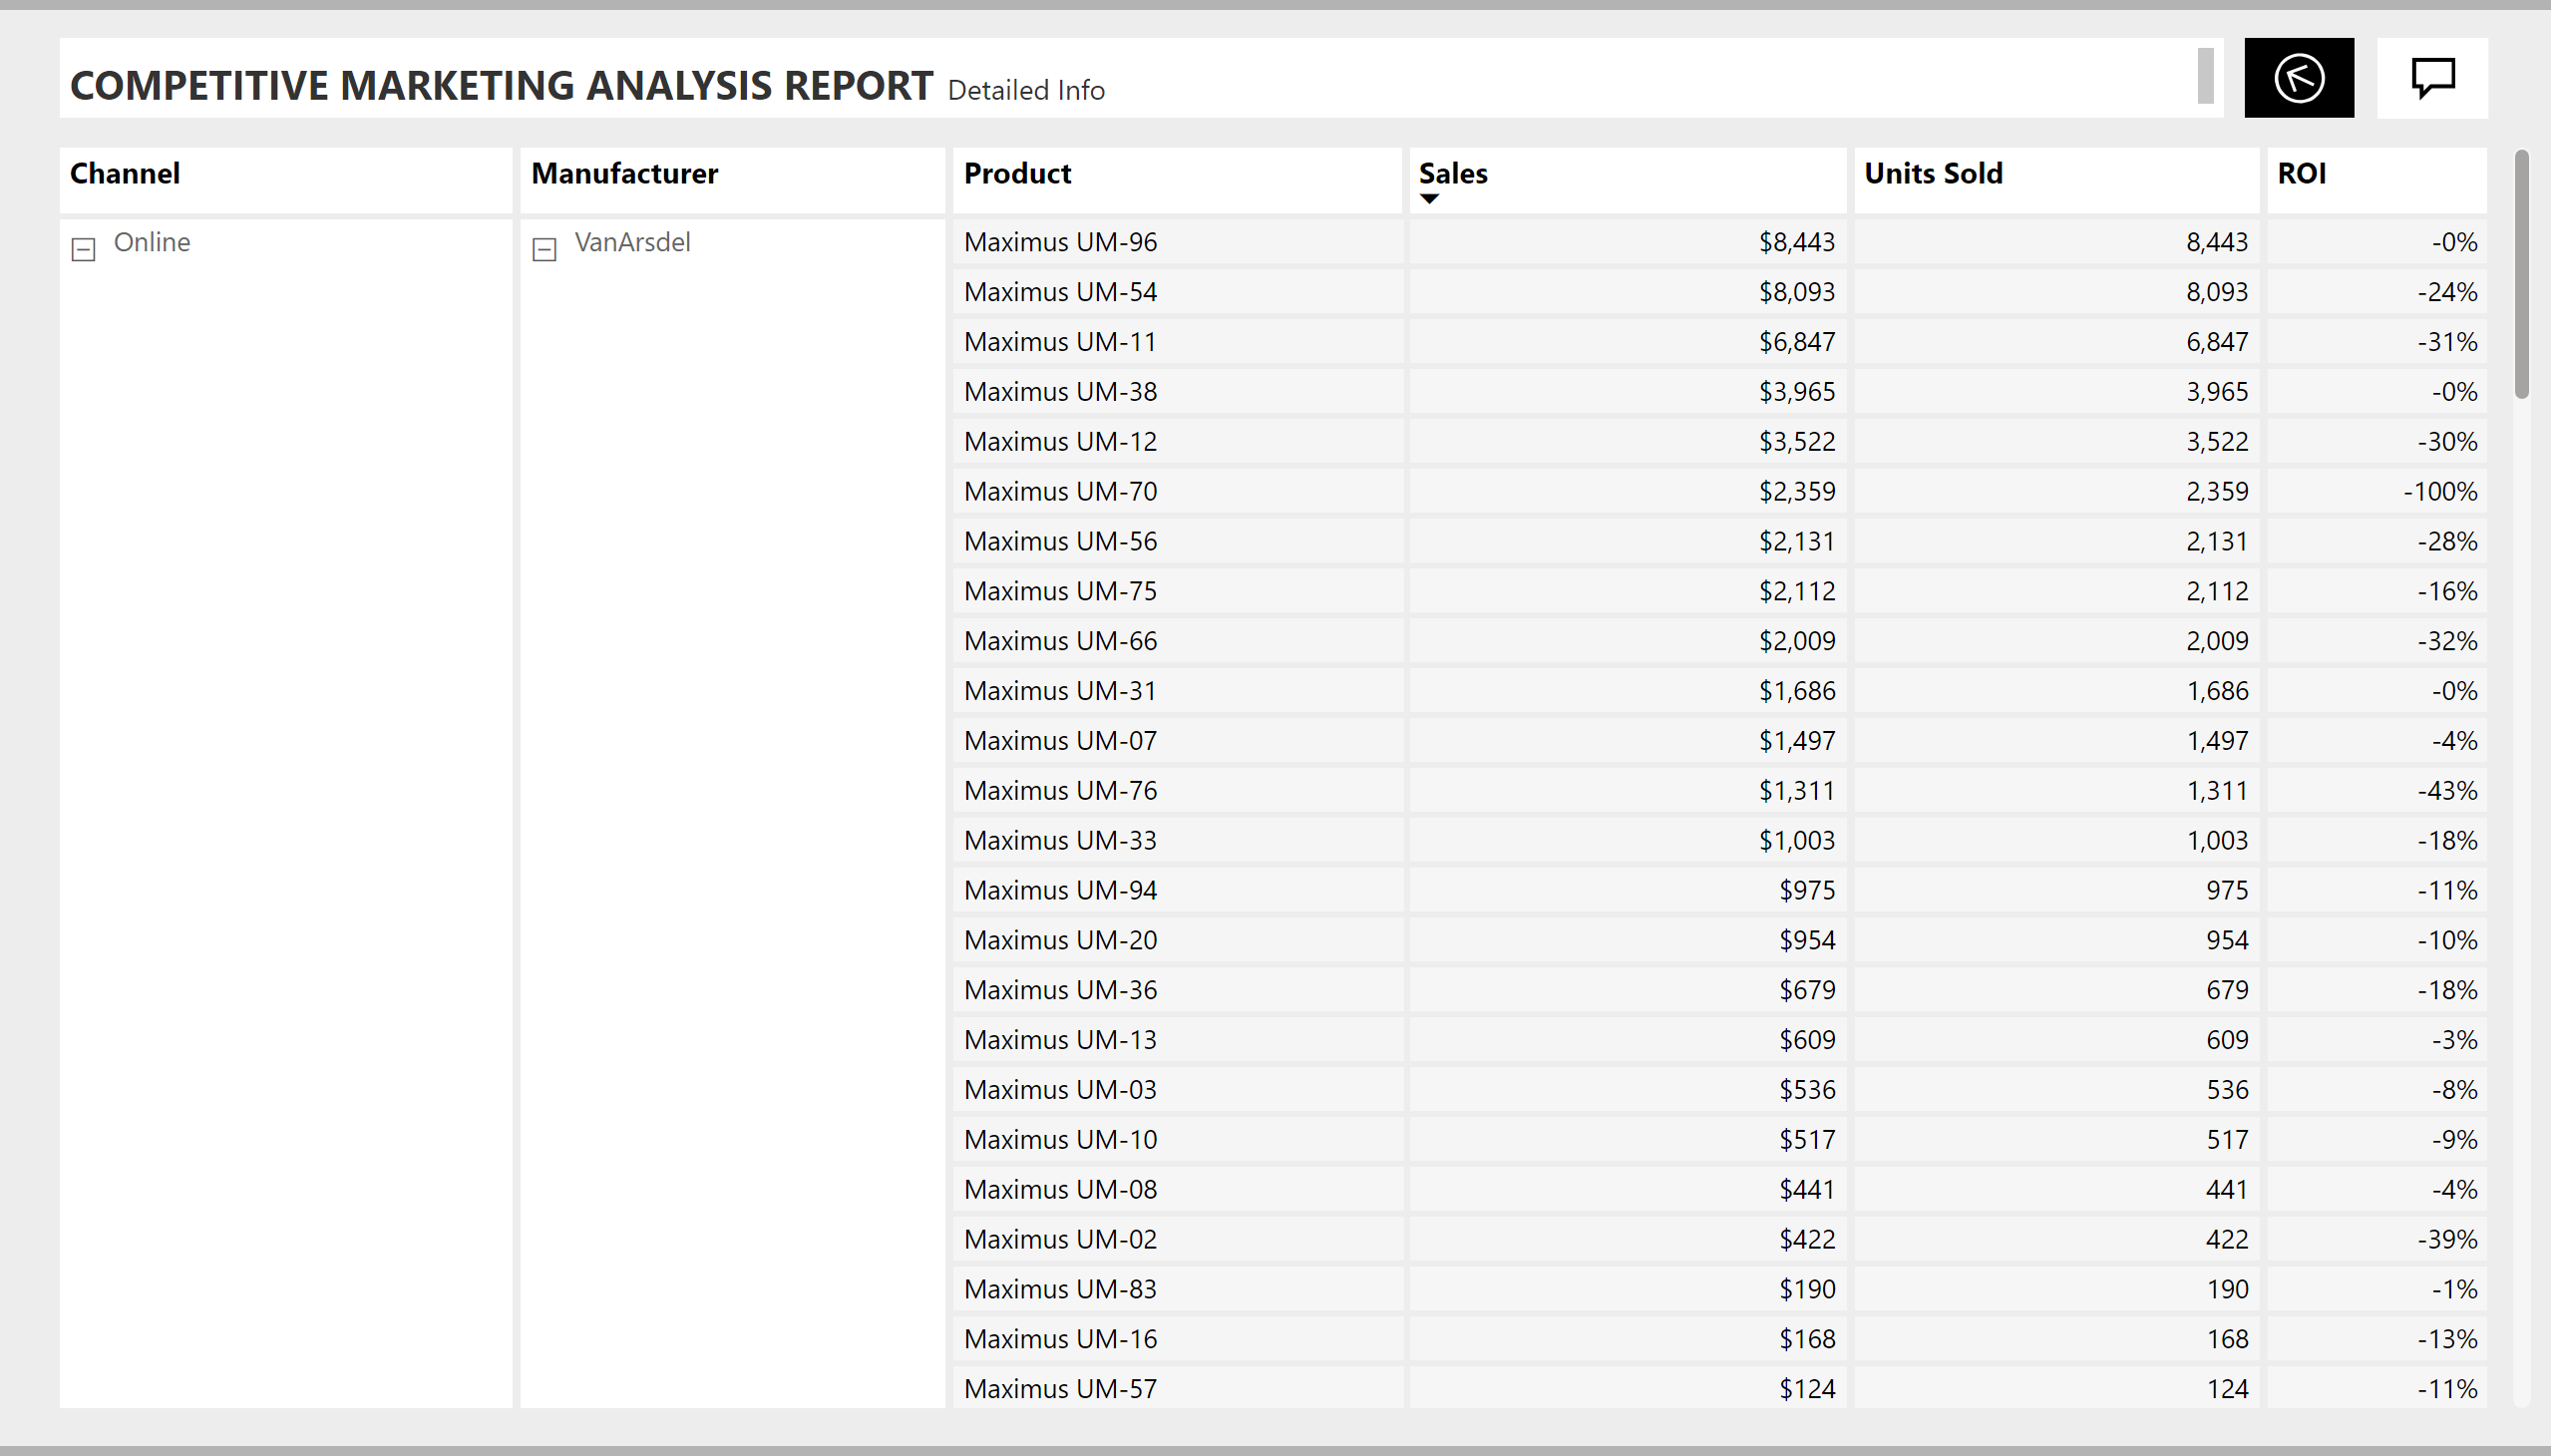 COMPETITIVE MARKETING ANALYSIS REPORT Detailed Info
Channel Manufacturer Product Sales Units Sold ROI
Online VanArsdel Maximus UM-96 $8,443 8,443 -0%
Maximus UM-54 $8,093 8,093 -24%
Maximus UM-11 $6,847 6,847 -31%
Maximus UM-38 $3,965 3,965 -0%
Maximus UM-12 $3,522 3,522 -30%
Maximus UM-70 $2,359 2,359 -100%
Maximus UM-56 $2,131 2,131 -28%
Maximus UM-75 $2,112 2,112 -16%
Maximus UM-66 $2,009 2,009 -32%
Maximus UM-31 $1,686 1,686 -0%
Maximus UM-07 $1,497 1,497 -4%
Maximus UM-76 $1,311 1,311 -43%
Maximus UM-33 $1,003 1,003 -18%
Maximus UM-94 $975 975 -11%
Maximus UM-20 $954 954 -10%
Maximus UM-36 $679 679 -18%
Maximus UM-13 $609 609 -3%
Maximus UM-03 $536 536 -8%
Maximus UM-10 $517 517 -9%
Maximus UM-08 $441 441 -4%
Maximus UM-02 $422 422 -39%
Maximus UM-83 $190 190 -1%
Maximus UM-16 $168 168 -13%
Maximus UM-57 $124 124 -11%